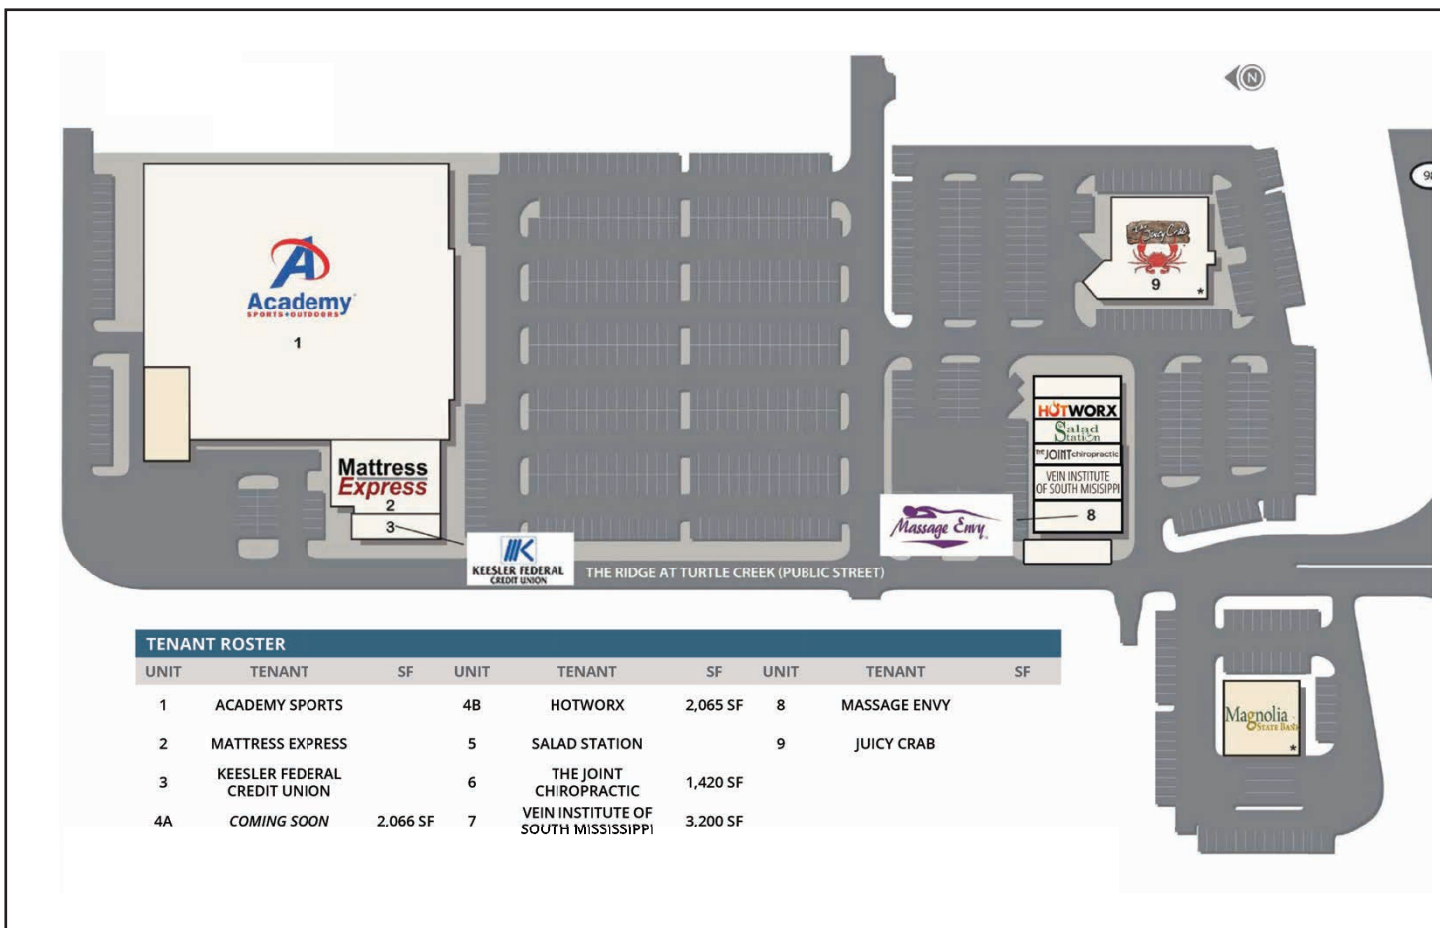 N
98
The Juicy Crab
9
*
Academy
SPORTS+OUTDOORS
1
HOTWORX
Salad
Station
THE JOINT chiropractic
VEIN INSTITUTE
OF SOUTH MISISIPPI
8
Massage Envy
Mattress
Express
2
3
KEESLER FEDERAL
CREDIT UNION
THE RIDGE AT TURTLE CREEK (PUBLIC STREET)
Magnolia
STATE BANK
*
TENANT ROSTER
UNIT TENANT SF UNIT TENANT SF UNIT TENANT SF
1 ACADEMY SPORTS 4B HOTWORX 2,065 SF 8 MASSAGE ENVY
2 MATTRESS EXPRESS 5 SALAD STATION 9 JUICY CRAB
3 KEESLER FEDERAL CREDIT UNION 6 THE JOINT CHIROPRACTIC 1,420 SF
4A COMING SOON 2,066 SF 7 VEIN INSTITUTE OF SOUTH MISSISSIPPI 3,200 SF